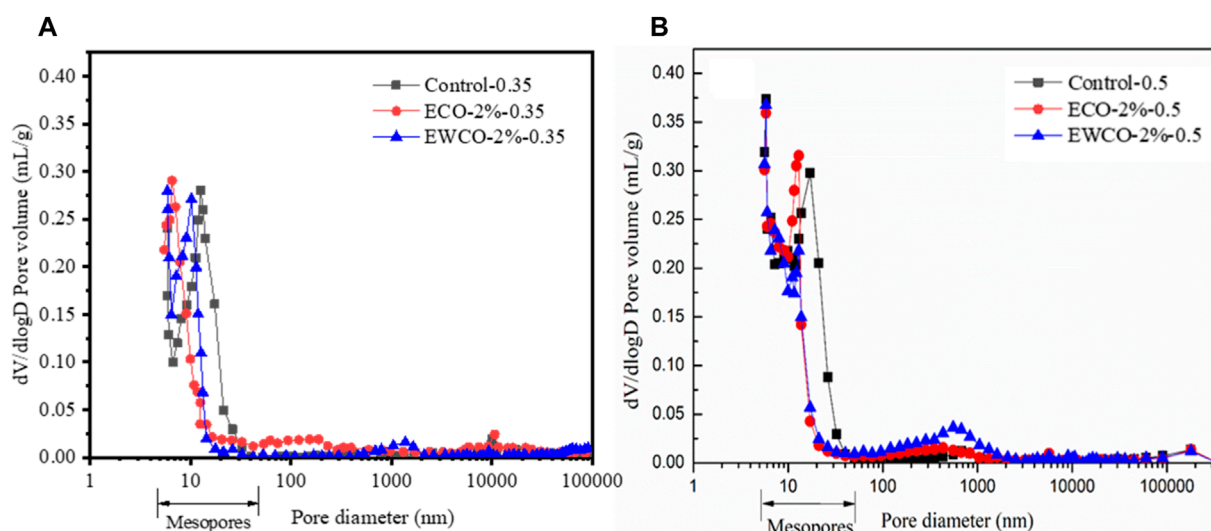 A
dV/dlogD Pore volume (mL/g)
0.40
0.35
0.30
0.25
0.20
0.15
0.10
0.05
0.00
Control-0.35
ECO-2%-0.35
EWCO-2%-0.35
1 10 100 1000 10000 100000
Mesopores
Pore diameter (nm)
B
dV/dlogD Pore volume (mL/g)
0.40
0.35
0.30
0.25
0.20
0.15
0.10
0.05
0.00
Control-0.5
ECO-2%-0.5
EWCO-2%-0.5
1 10 100 1000 10000 100000
Mesopores
Pore diameter (nm)